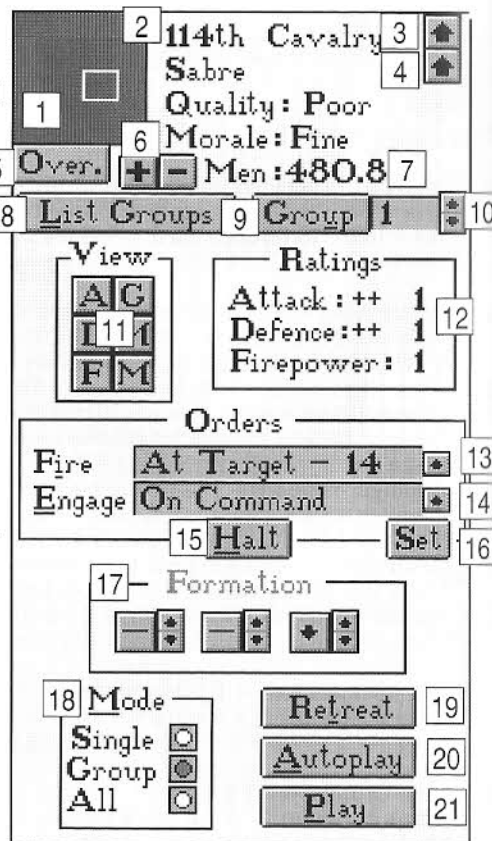 2 114th Cavalry 3
Sabre 4
1 Quality: Poor
6 Morale: Fine
5 Over. + − Men: 480.8 7
8 List Groups 9 Group 1 10
View Ratings
A G Attack: ++ 1
11 Defence: ++ 1 12
F M Firepower: 1
Orders
Fire At Target - 14 13
Engage On Command 14
15 Halt Set 16
17 Formation
18 Mode Retreat 19
Single
Group Autoplay 20
All Play 21